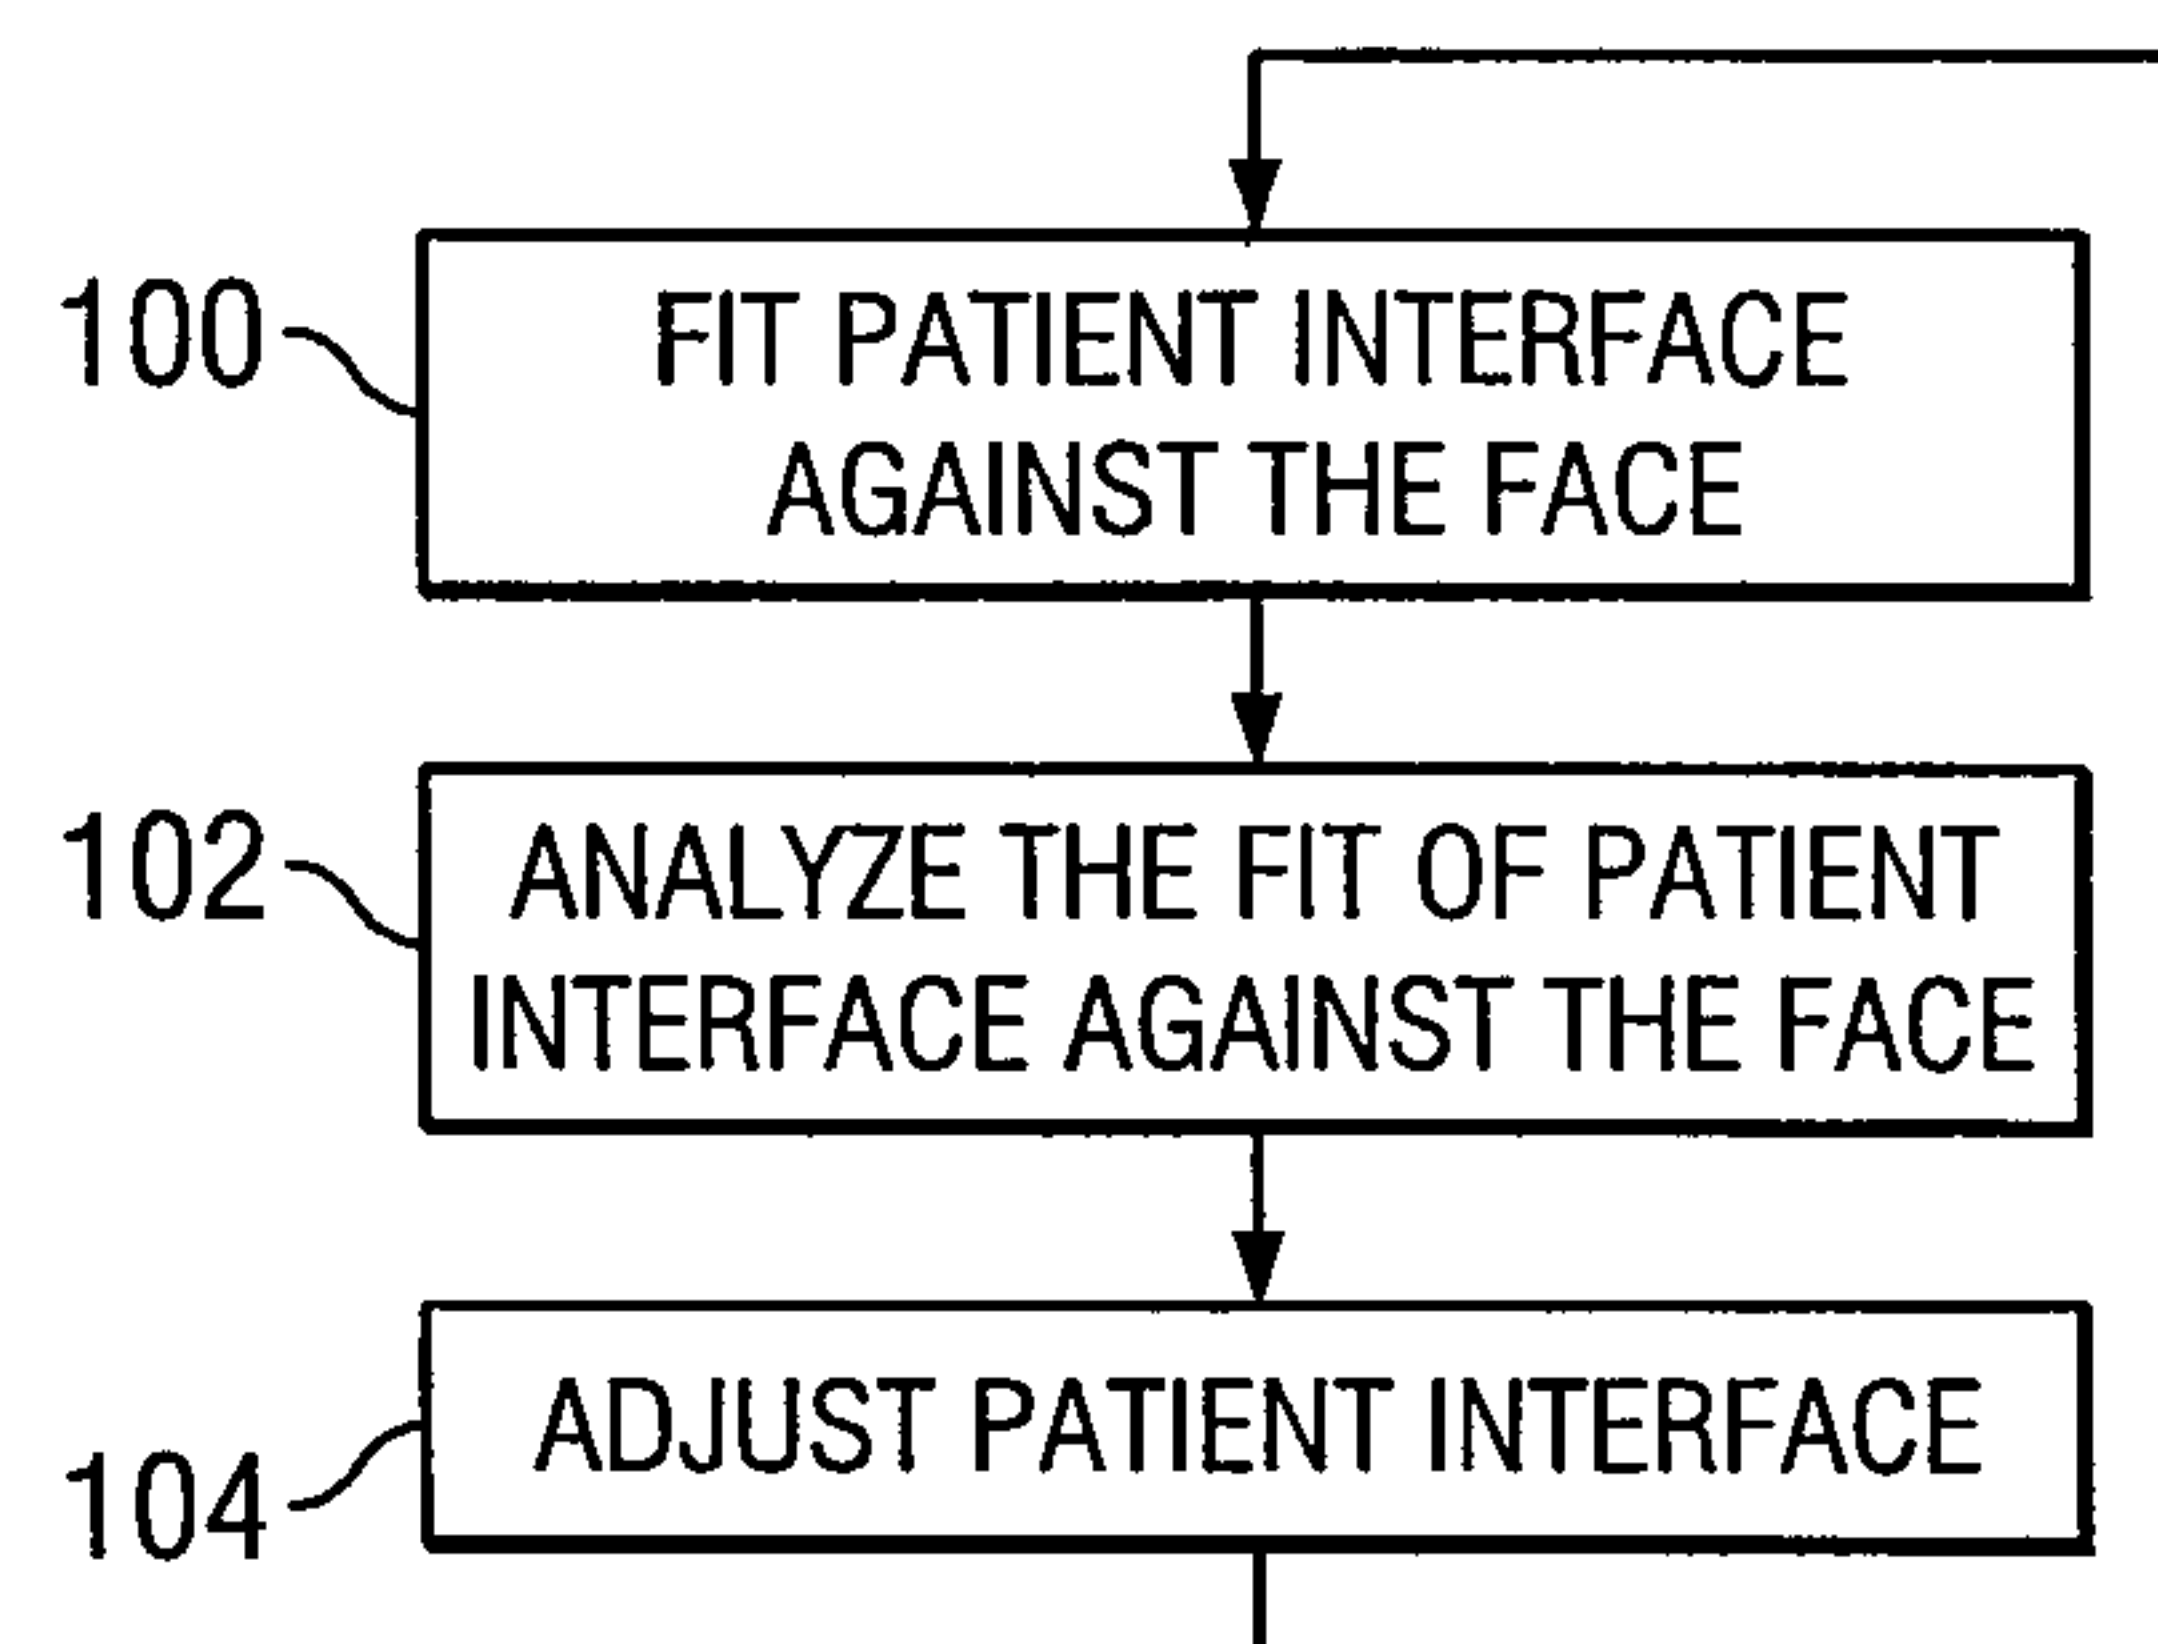 100
FIT PATIENT INTERFACE
AGAINST THE FACE
102
ANALYZE THE FIT OF PATIENT
INTERFACE AGAINST THE FACE
104
ADJUST PATIENT INTERFACE